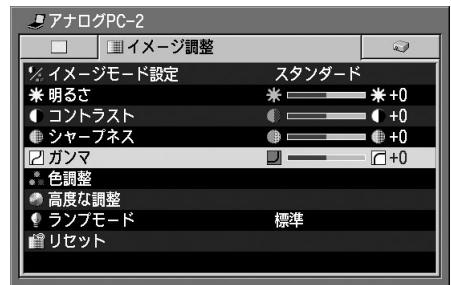 アナログPC-2
イメージ調整
イメージモード設定 スタンダード
明るさ +0
コントラスト +0
シャープネス +0
ガンマ +0
色調整
高度な調整
ランプモード 標準
リセット